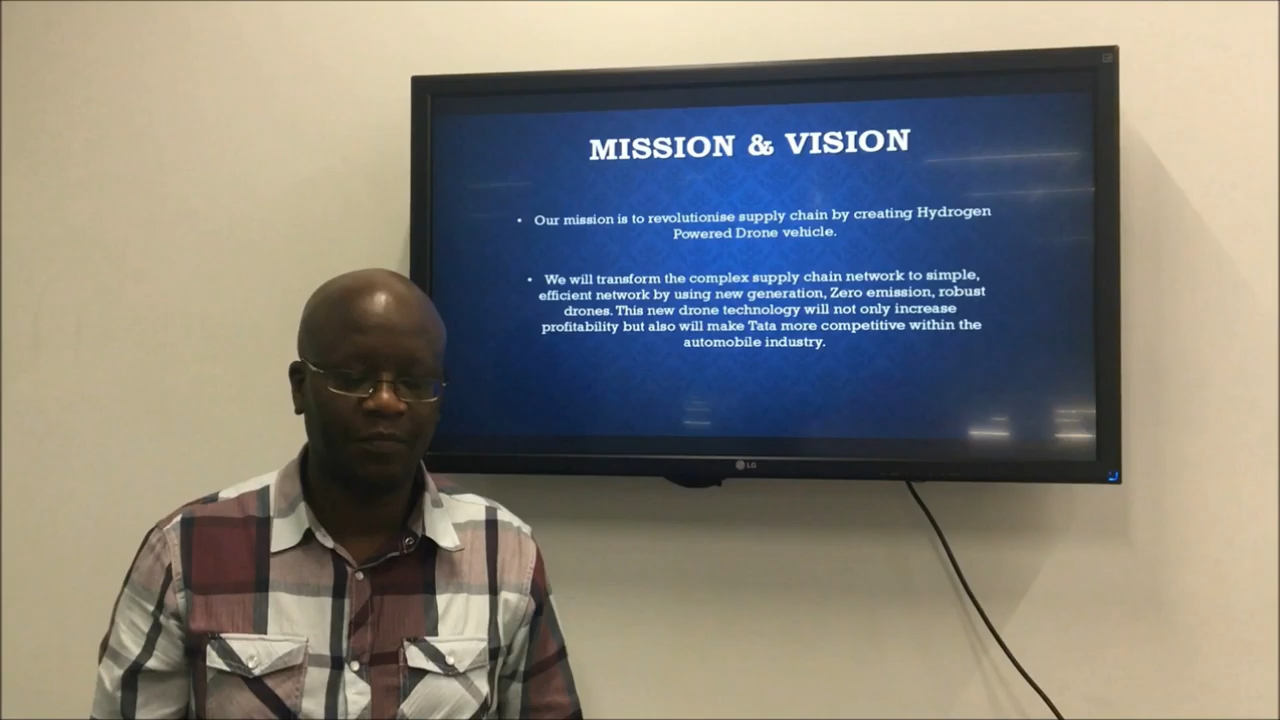 MISSION & VISION
• Our mission is to revolutionise supply chain by creating Hydrogen
Powered Drone vehicle.
• We will transform the complex supply chain network to simple,
efficient network by using new generation, Zero emission, robust
drones. This new drone technology will not only increase
profitability but also will make Tata more competitive within the
automobile industry.
LG